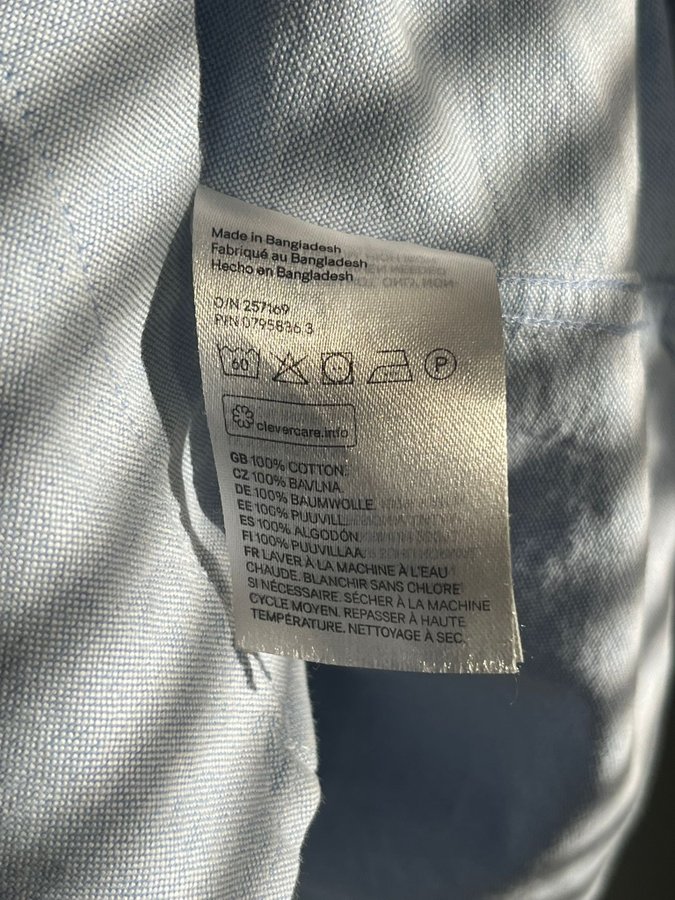 Made in Bangladesh
Fabriqué au Bangladesh
Hecho en Bangladesh
O/N 257169
P/N 0795836.3
60
P
clevercare.info
GB 100% COTTON.
CZ 100% BAVLNA.
DE 100% BAUMWOLLE.
EE 100% PUUVILL.
ES 100% ALGODÓN.
FI 100% PUUVILLAA.
FR LAVER À LA MACHINE À L'EAU
CHAUDE. BLANCHIR SANS CHLORE
SI NÉCESSAIRE. SÉCHER À LA MACHINE
CYCLE MOYEN. REPASSER À HAUTE
TEMPÉRATURE. NETTOYAGE À SEC.